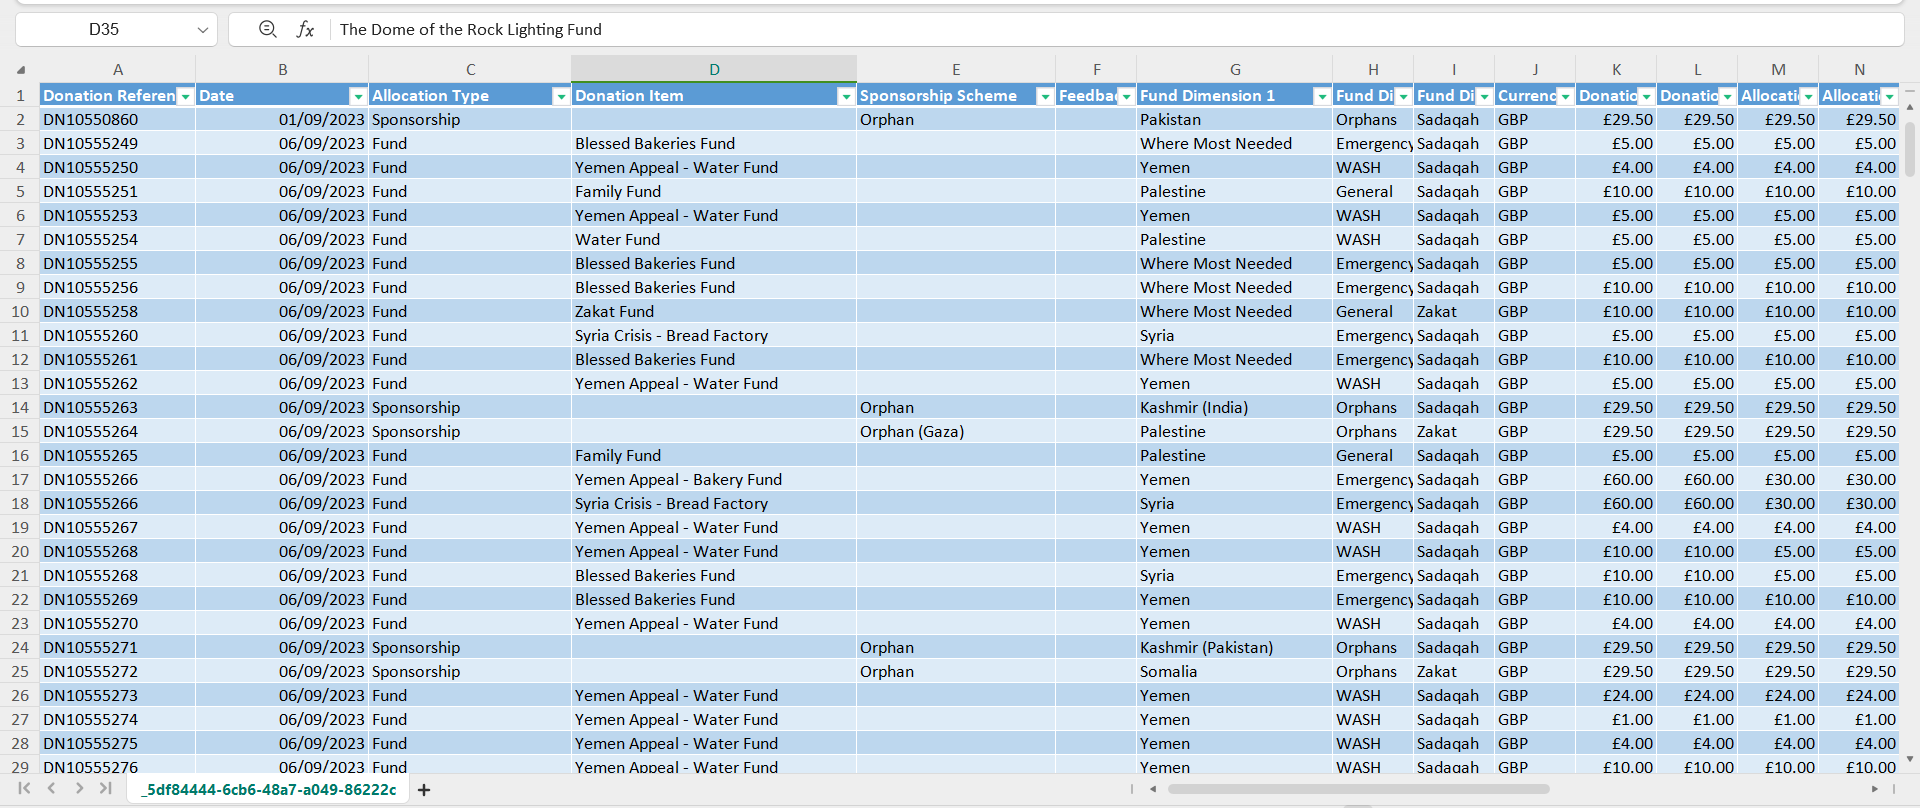 D35 fx The Dome of the Rock Lighting Fund
A B C D E F G H I J K L M N
1 Donation Referen Date Allocation Type Donation Item Sponsorship Scheme Feedba Fund Dimension 1 Fund Di Fund Di Currenc Donatio Donatio Allocati Allocati
2 DN10550860 01/09/2023 Sponsorship Orphan Pakistan Orphans Sadaqah GBP £29.50 £29.50 £29.50 £29.50
3 DN10555249 06/09/2023 Fund Blessed Bakeries Fund Where Most Needed Emergency Sadaqah GBP £5.00 £5.00 £5.00 £5.00
4 DN10555250 06/09/2023 Fund Yemen Appeal - Water Fund Yemen WASH Sadaqah GBP £4.00 £4.00 £4.00 £4.00
5 DN10555251 06/09/2023 Fund Family Fund Palestine General Sadaqah GBP £10.00 £10.00 £10.00 £10.00
6 DN10555253 06/09/2023 Fund Yemen Appeal - Water Fund Yemen WASH Sadaqah GBP £5.00 £5.00 £5.00 £5.00
7 DN10555254 06/09/2023 Fund Water Fund Palestine WASH Sadaqah GBP £5.00 £5.00 £5.00 £5.00
8 DN10555255 06/09/2023 Fund Blessed Bakeries Fund Where Most Needed Emergency Sadaqah GBP £5.00 £5.00 £5.00 £5.00
9 DN10555256 06/09/2023 Fund Blessed Bakeries Fund Where Most Needed Emergency Sadaqah GBP £10.00 £10.00 £10.00 £10.00
10 DN10555258 06/09/2023 Fund Zakat Fund Where Most Needed General Zakat GBP £10.00 £10.00 £10.00 £10.00
11 DN10555260 06/09/2023 Fund Syria Crisis - Bread Factory Syria Emergency Sadaqah GBP £5.00 £5.00 £5.00 £5.00
12 DN10555261 06/09/2023 Fund Blessed Bakeries Fund Where Most Needed Emergency Sadaqah GBP £10.00 £10.00 £10.00 £10.00
13 DN10555262 06/09/2023 Fund Yemen Appeal - Water Fund Yemen WASH Sadaqah GBP £5.00 £5.00 £5.00 £5.00
14 DN10555263 06/09/2023 Sponsorship Orphan Kashmir (India) Orphans Sadaqah GBP £29.50 £29.50 £29.50 £29.50
15 DN10555264 06/09/2023 Sponsorship Orphan (Gaza) Palestine Orphans Zakat GBP £29.50 £29.50 £29.50 £29.50
16 DN10555265 06/09/2023 Fund Family Fund Palestine General Sadaqah GBP £5.00 £5.00 £5.00 £5.00
17 DN10555266 06/09/2023 Fund Yemen Appeal - Bakery Fund Yemen Emergency Sadaqah GBP £60.00 £60.00 £30.00 £30.00
18 DN10555266 06/09/2023 Fund Syria Crisis - Bread Factory Syria Emergency Sadaqah GBP £60.00 £60.00 £30.00 £30.00
19 DN10555267 06/09/2023 Fund Yemen Appeal - Water Fund Yemen WASH Sadaqah GBP £4.00 £4.00 £4.00 £4.00
20 DN10555268 06/09/2023 Fund Yemen Appeal - Water Fund Yemen WASH Sadaqah GBP £10.00 £10.00 £5.00 £5.00
21 DN10555268 06/09/2023 Fund Blessed Bakeries Fund Syria Emergency Sadaqah GBP £10.00 £10.00 £5.00 £5.00
22 DN10555269 06/09/2023 Fund Blessed Bakeries Fund Yemen Emergency Sadaqah GBP £10.00 £10.00 £10.00 £10.00
23 DN10555270 06/09/2023 Fund Yemen Appeal - Water Fund Yemen WASH Sadaqah GBP £4.00 £4.00 £4.00 £4.00
24 DN10555271 06/09/2023 Sponsorship Orphan Kashmir (Pakistan) Orphans Sadaqah GBP £29.50 £29.50 £29.50 £29.50
25 DN10555272 06/09/2023 Sponsorship Orphan Somalia Orphans Zakat GBP £29.50 £29.50 £29.50 £29.50
26 DN10555273 06/09/2023 Fund Yemen Appeal - Water Fund Yemen WASH Sadaqah GBP £24.00 £24.00 £24.00 £24.00
27 DN10555274 06/09/2023 Fund Yemen Appeal - Water Fund Yemen WASH Sadaqah GBP £1.00 £1.00 £1.00 £1.00
28 DN10555275 06/09/2023 Fund Yemen Appeal - Water Fund Yemen WASH Sadaqah GBP £4.00 £4.00 £4.00 £4.00
29 DN10555276 06/09/2023 Fund Yemen Appeal - Water Fund Yemen WASH Sadaqah GBP £10.00 £10.00 £10.00 £10.00
_5df84444-6cb6-48a7-a049-86222c +